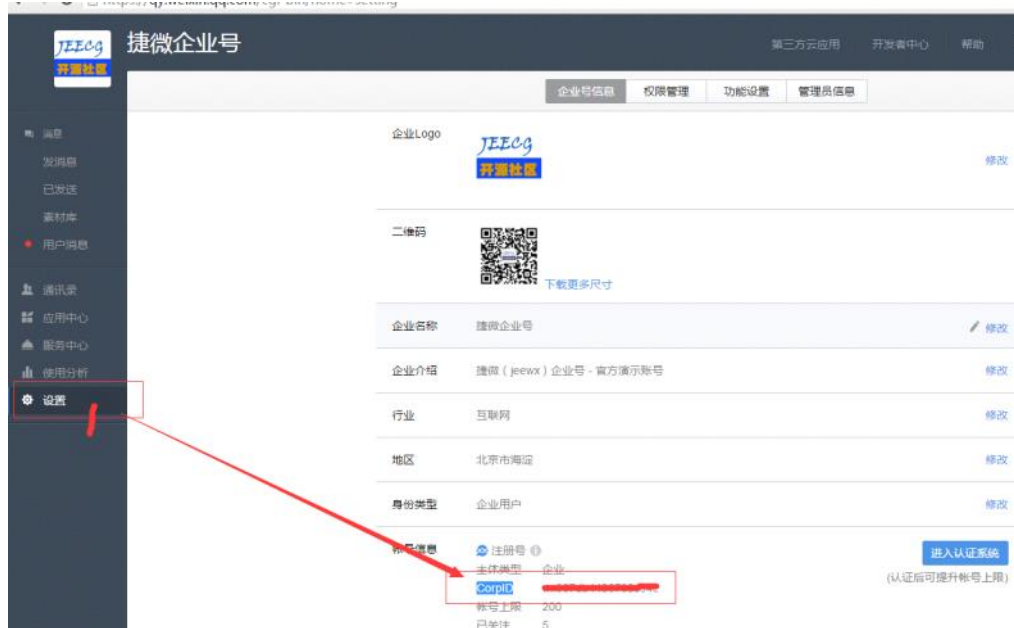 JEECG
开源社区
捷微企业号
第三方云应用 开发者中心 帮助
企业号信息 权限管理 功能设置 管理员信息
消息
发消息
已发送
素材库
用户消息
通讯录
应用中心
服务中心
使用分析
设置
企业Logo
JEECG
开源社区
修改
二维码
下载更多尺寸
企业名称 捷微企业号 修改
企业介绍 捷微 ( jeewx ) 企业号 - 官方演示账号 修改
行业 互联网 修改
地区 北京市海淀 修改
身份类型 企业用户 修改
帐号信息 注册号 进入认证系统
主体类型 企业
(认证后可提升帐号上限)
CorpID
帐号上限 200
已关注 5